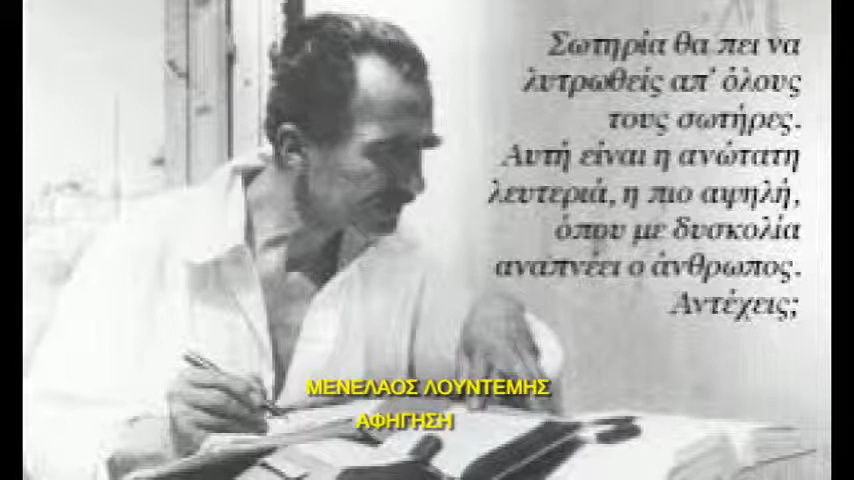 Σωτηρία θα πει να
λυτρωθείς απ' όλους
τους σωτήρες.
Αυτή είναι η ανώτατη
λευτεριά, η πιο αψηλή,
όπου με δυσκολία
αναπνέει ο άνθρωπος.
Αντέχεις;
ΜΕΝΕΛΑΟΣ ΛΟΥΝΤΕΜΗΣ
ΑΦΗΓΗΣΗ